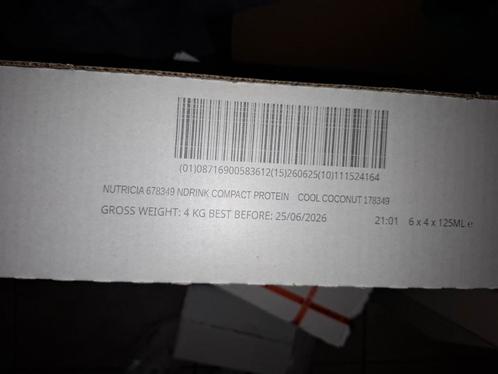 (01)08716900583612(15)260625(10)111524164
NUTRICIA 678349 NDRINK COMPACT PROTEIN COOL COCONUT 178349
GROSS WEIGHT: 4 KG BEST BEFORE: 25/06/2026 21:01 6 x 4 x 125ML e